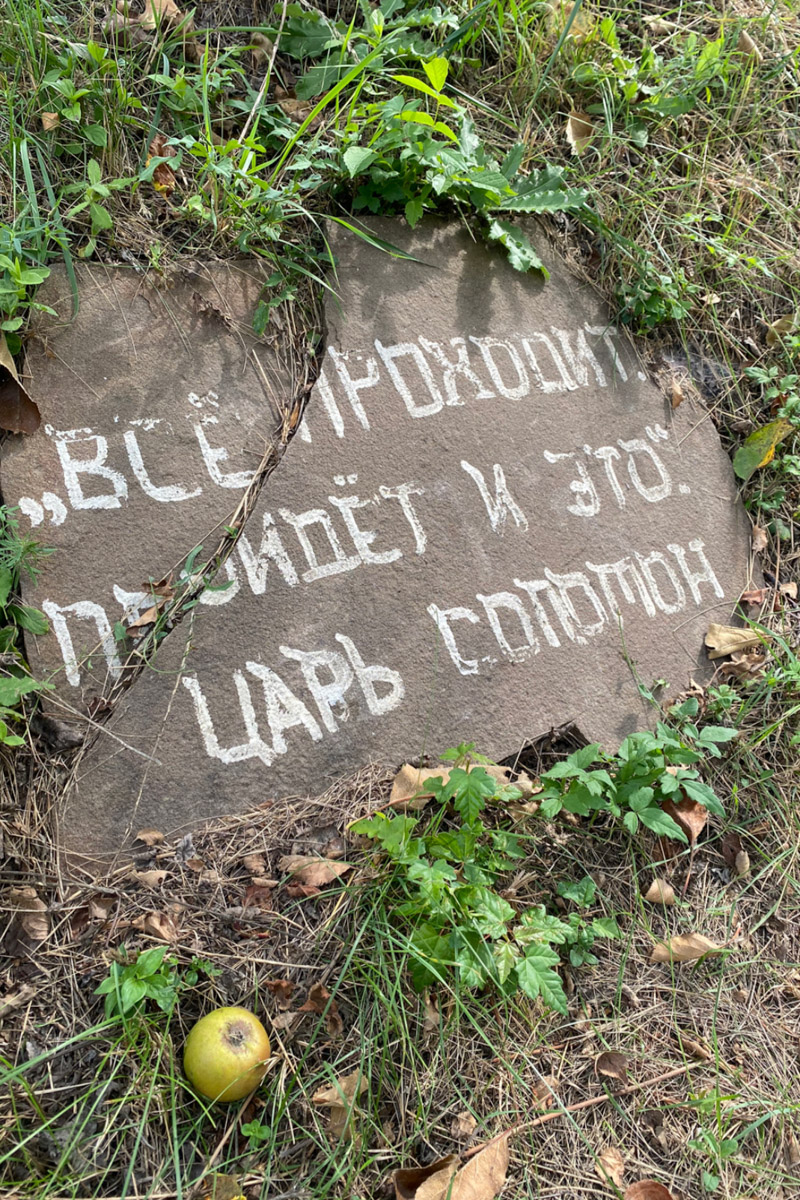 „ВСЁ ПРОХОДИТ.
ПРОЙДЁТ И ЭТО“.
ЦАРЬ СОЛОМОН